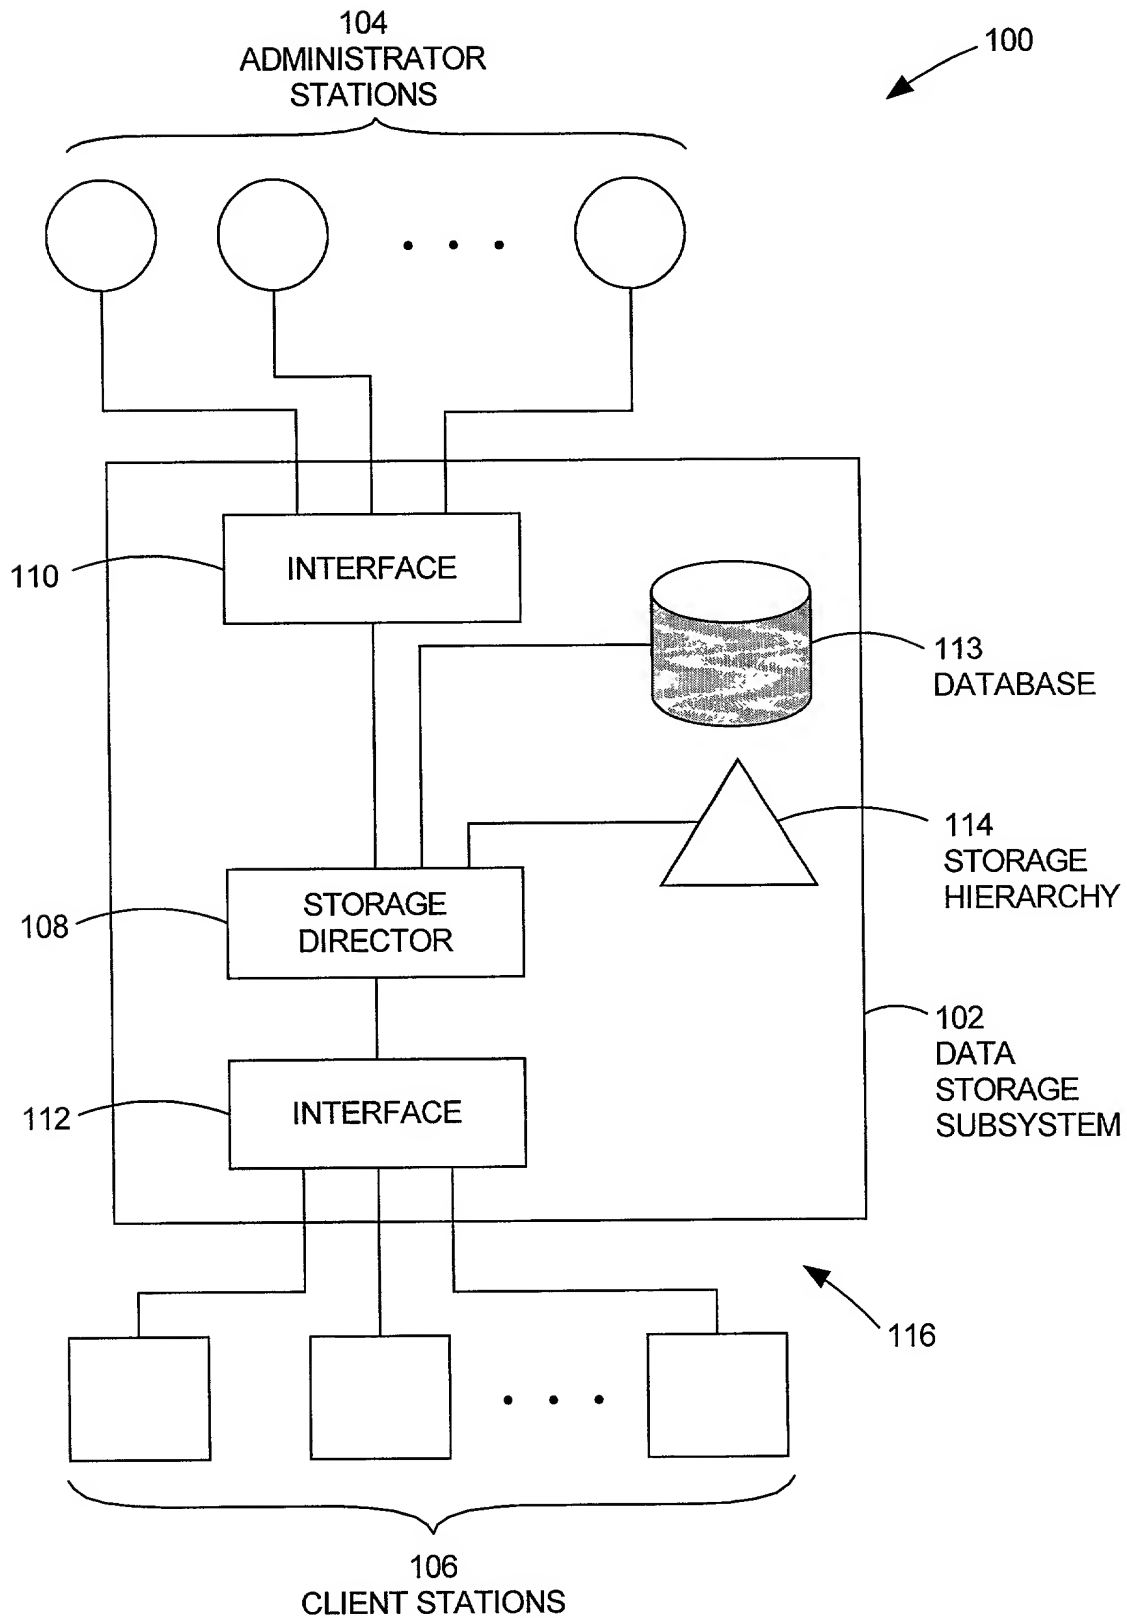 104
ADMINISTRATOR
STATIONS
100
INTERFACE
110
113
DATABASE
114
STORAGE
HIERARCHY
STORAGE
DIRECTOR
108
102
DATA
STORAGE
SUBSYSTEM
INTERFACE
112
116
106
CLIENT STATIONS